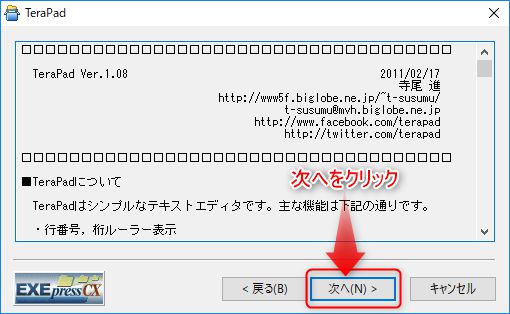 TeraPad
□□□□□□□□□□□□□□□□□□□□□□□□□□□□□□□□□□□
TeraPad Ver.1.08 2011/02/17
寺尾 進
http://www5f.biglobe.ne.jp/~t-susumu/
t-susumu@mvh.biglobe.ne.jp
http://www.facebook.com/terapad
http://twitter.com/terapad
□□□□□□□□□□□□□□□□□□□□□□□□□□□□□□□□□□□
次へをクリック
■TeraPadについて
TeraPadはシンプルなテキストエディタです。主な機能は下記の通りです。
・行番号，桁ルーラー表示
EXEpressCX
< 戻る(B)
次へ(N) >
キャンセル